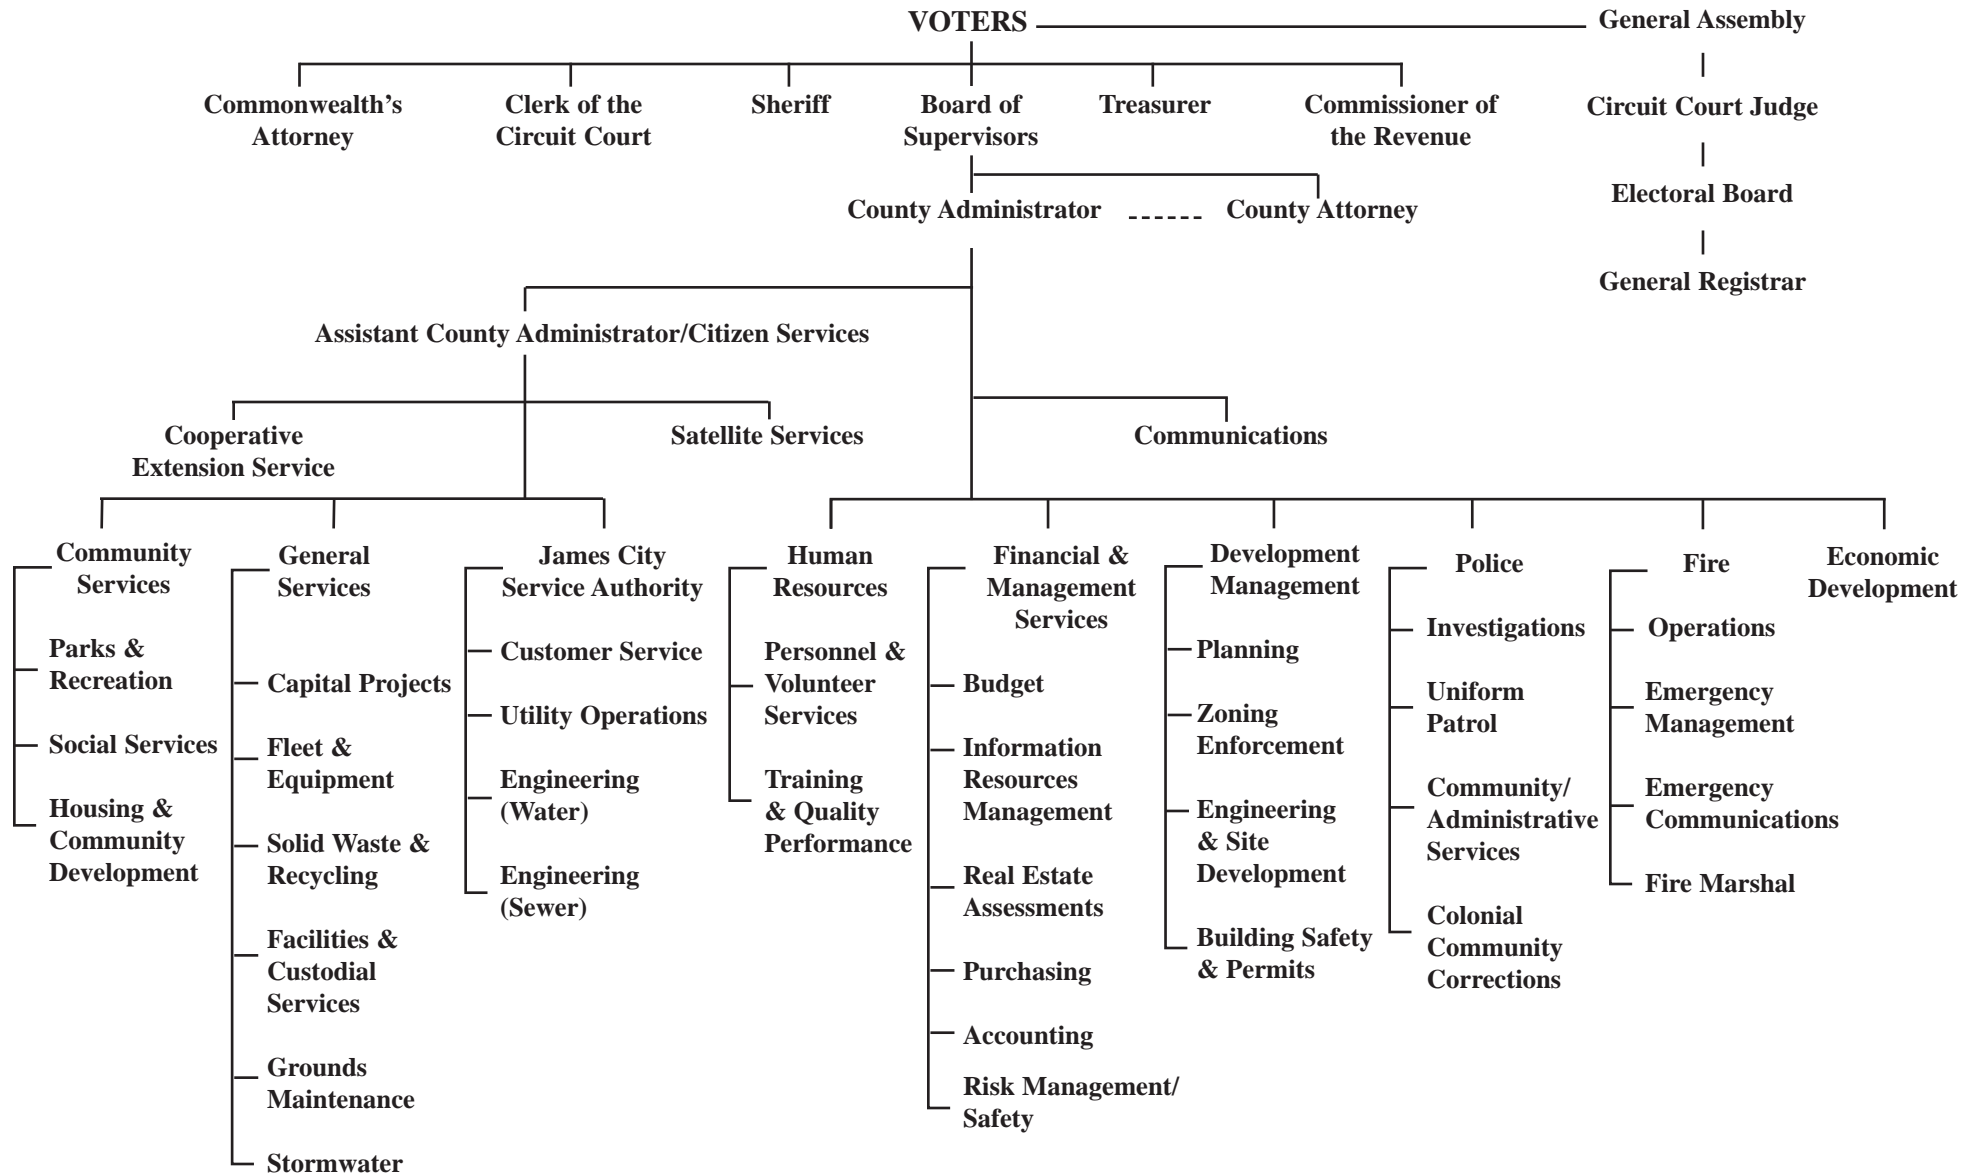 VOTERS
General Assembly
Commonwealth's
Attorney
Clerk of the
Circuit Court
Sheriff
Board of
Supervisors
Treasurer
Commissioner of
the Revenue
Circuit Court Judge
Electoral Board
General Registrar
County Administrator
County Attorney
Assistant County Administrator/Citizen Services
Cooperative
Extension Service
Satellite Services
Communications
Community
Services
Parks &
Recreation
Social Services
Housing &
Community
Development
General
Services
Capital Projects
Fleet &
Equipment
Solid Waste &
Recycling
Facilities &
Custodial
Services
Grounds
Maintenance
Stormwater
James City
Service Authority
Customer Service
Utility Operations
Engineering
(Water)
Engineering
(Sewer)
Human
Resources
Personnel &
Volunteer
Services
Training
& Quality
Performance
Financial &
Management
Services
Budget
Information
Resources
Management
Real Estate
Assessments
Purchasing
Accounting
Risk Management/
Safety
Development
Management
Planning
Zoning
Enforcement
Engineering
& Site
Development
Building Safety
& Permits
Police
Investigations
Uniform
Patrol
Community/
Administrative
Services
Colonial
Community
Corrections
Fire
Operations
Emergency
Management
Emergency
Communications
Fire Marshal
Economic
Development